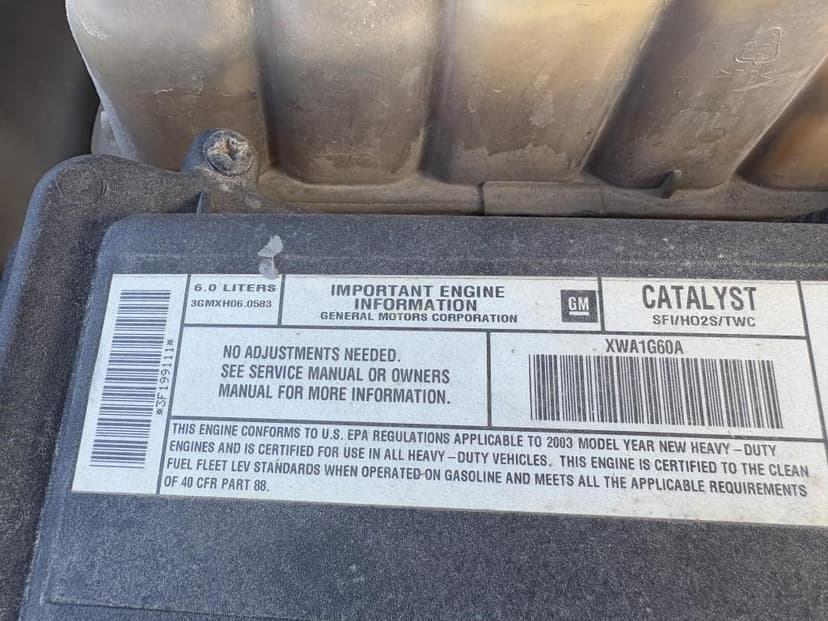 6.0 LITERS
3GMXH06.0583
IMPORTANT ENGINE
INFORMATION
GENERAL MOTORS CORPORATION
GM
CATALYST
SFI/HO2S/TWC
*3F199111*
NO ADJUSTMENTS NEEDED.
SEE SERVICE MANUAL OR OWNERS
MANUAL FOR MORE INFORMATION.
XWA1G60A
THIS ENGINE CONFORMS TO U.S. EPA REGULATIONS APPLICABLE TO 2003 MODEL YEAR NEW HEAVY-DUTY
ENGINES AND IS CERTIFIED FOR USE IN ALL HEAVY-DUTY VEHICLES. THIS ENGINE IS CERTIFIED TO THE CLEAN
FUEL FLEET LEV STANDARDS WHEN OPERATED ON GASOLINE AND MEETS ALL THE APPLICABLE REQUIREMENTS
OF 40 CFR PART 88.